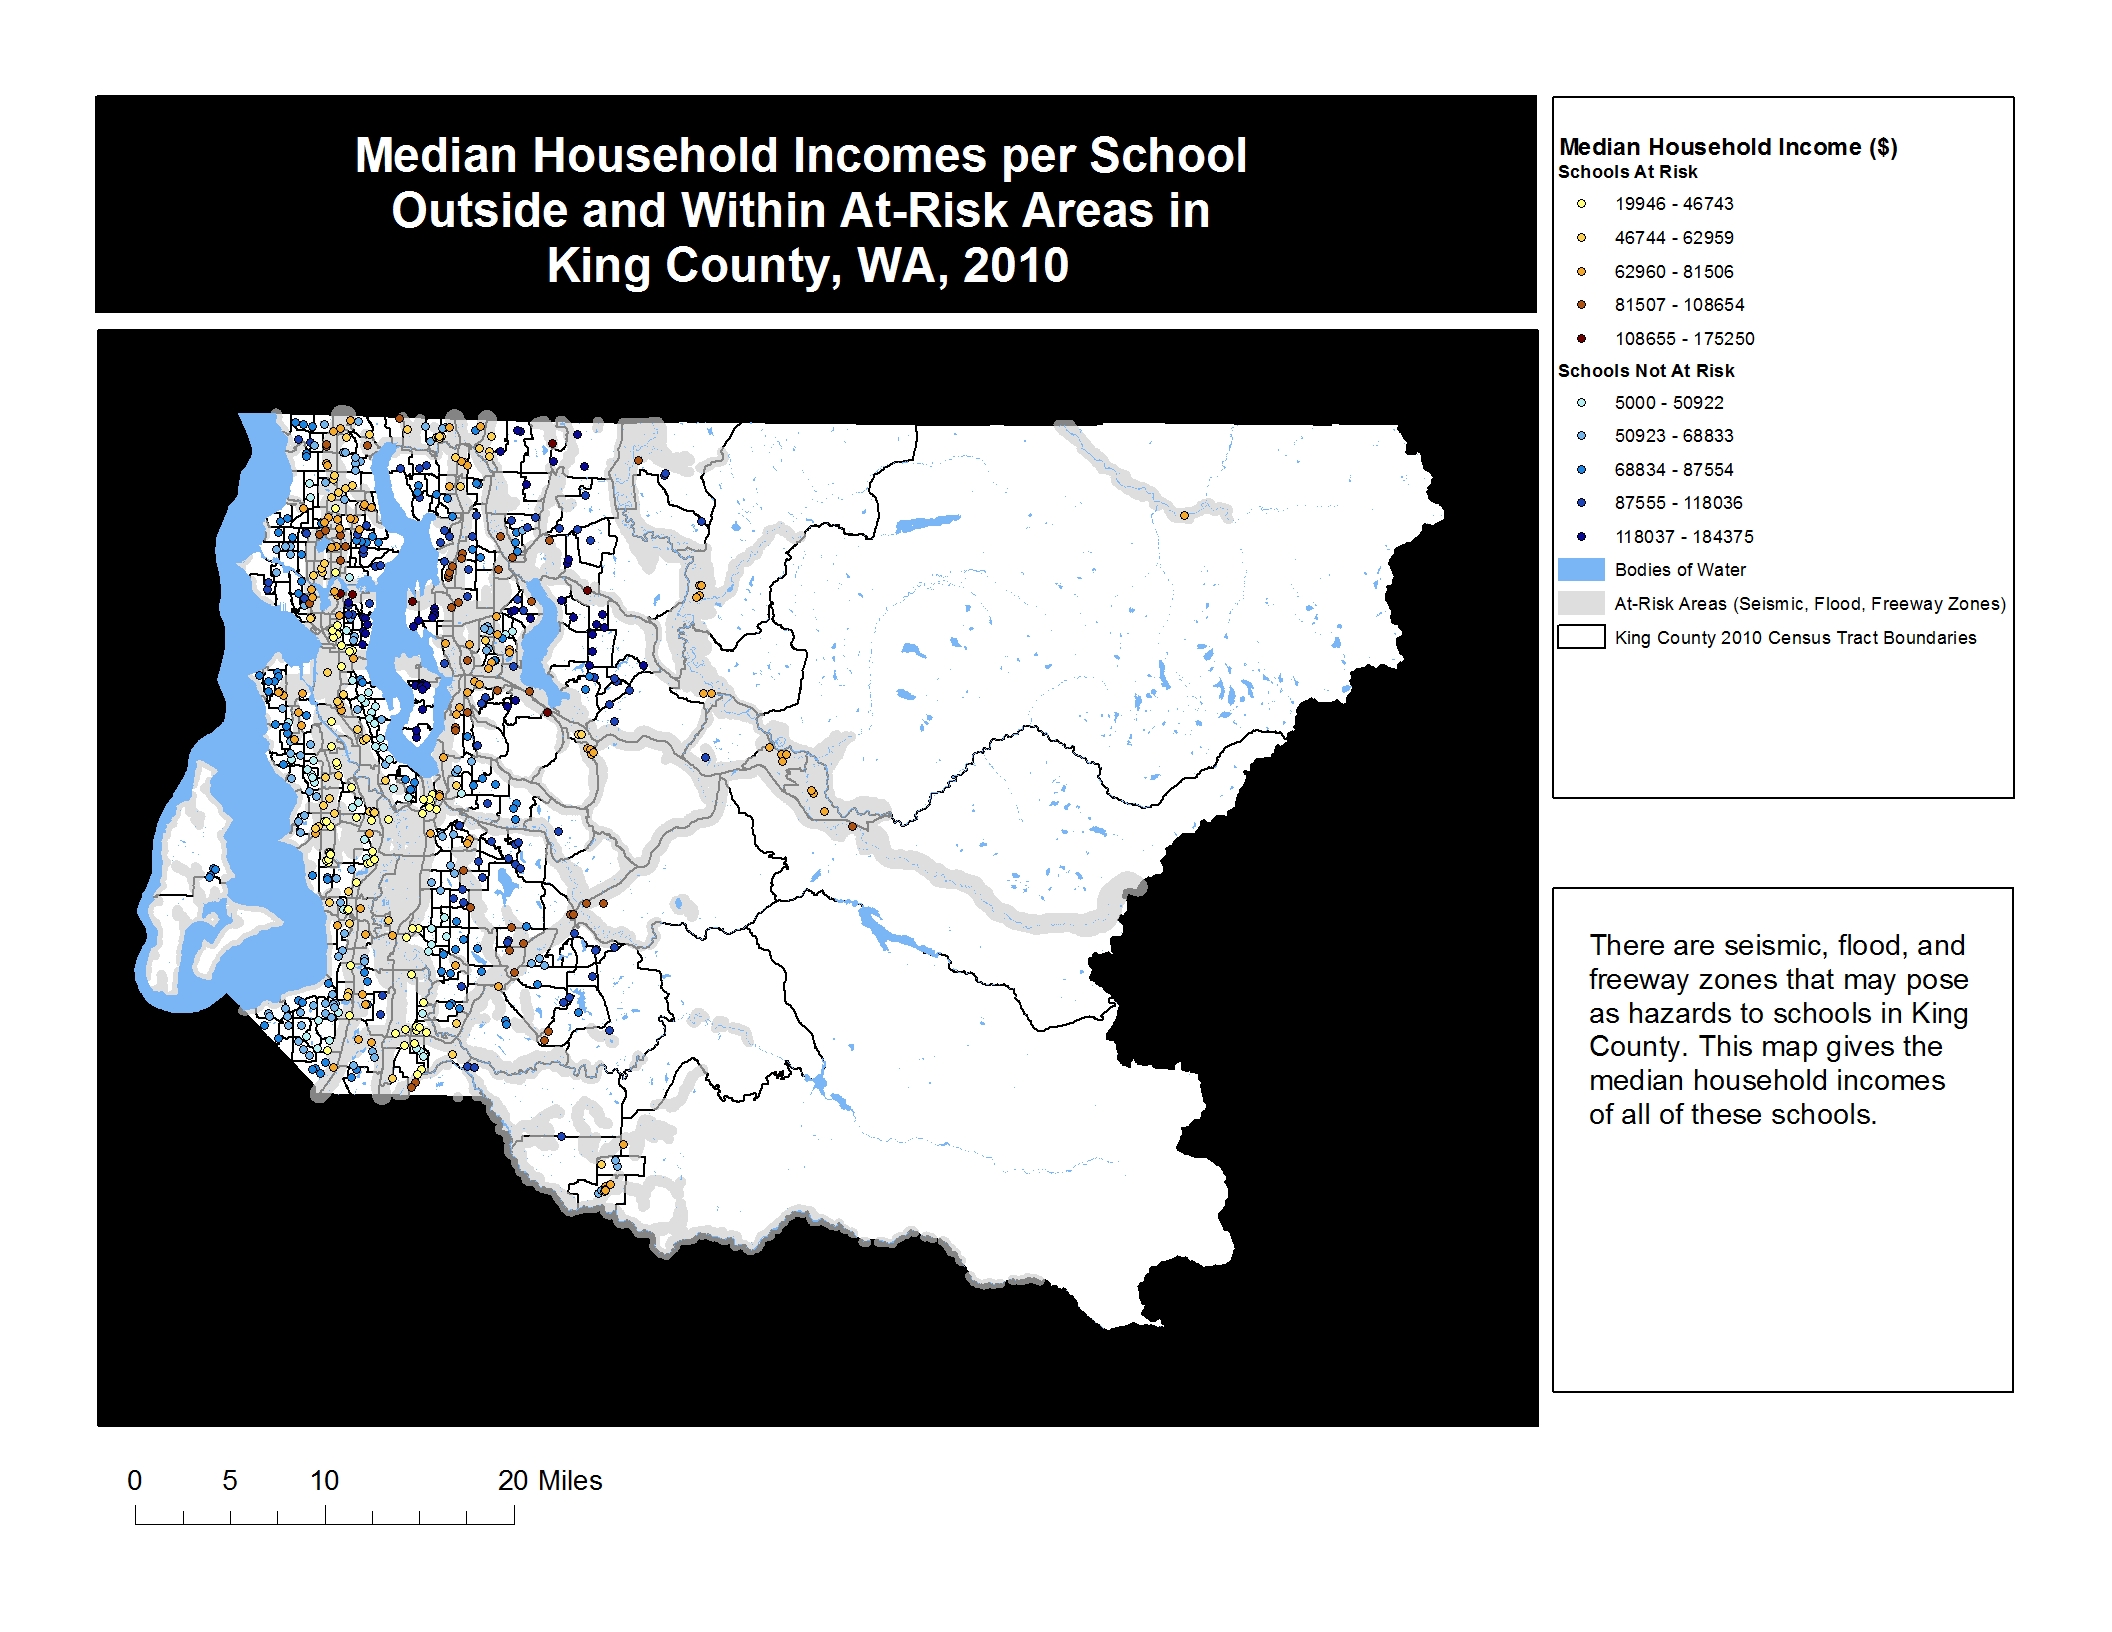 Median Household Incomes per School
Outside and Within At-Risk Areas in
King County, WA, 2010
Median Household Income ($)
Schools At Risk
19946 - 46743
46744 - 62959
62960 - 81506
81507 - 108654
108655 - 175250
Schools Not At Risk
5000 - 50922
50923 - 68833
68834 - 87554
87555 - 118036
118037 - 184375
Bodies of Water
At-Risk Areas (Seismic, Flood, Freeway Zones)
King County 2010 Census Tract Boundaries
There are seismic, flood, and
freeway zones that may pose
as hazards to schools in King
County. This map gives the
median household incomes
of all of these schools.
0 5 10 20 Miles